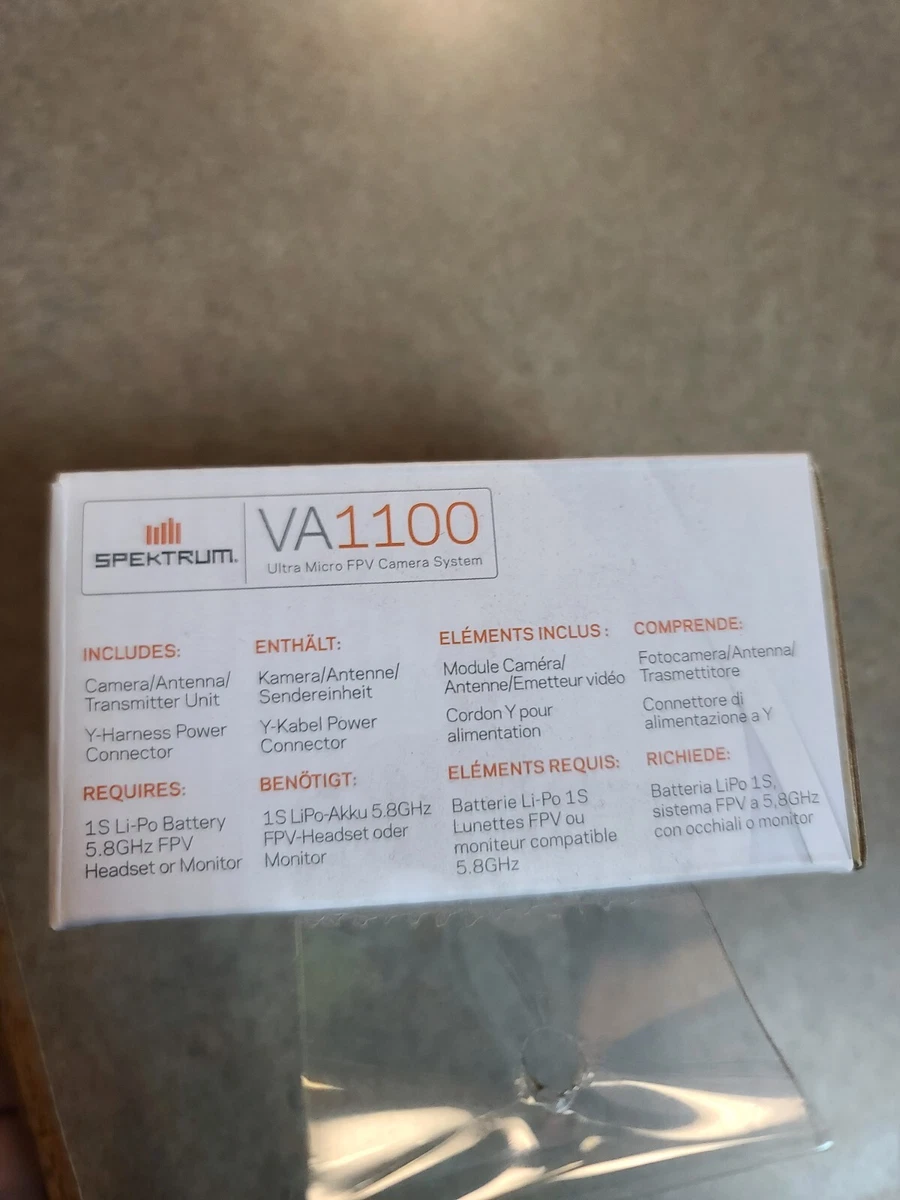 SPEKTRUM.
VA1100
Ultra Micro FPV Camera System
INCLUDES:
Camera/Antenna/
Transmitter Unit
Y-Harness Power
Connector
REQUIRES:
1S Li-Po Battery
5.8GHz FPV
Headset or Monitor
ENTHÄLT:
Kamera/Antenne/
Sendereinheit
Y-Kabel Power
Connector
BENÖTIGT:
1S LiPo-Akku 5.8GHz
FPV-Headset oder
Monitor
ELÉMENTS INCLUS :
Module Caméra/
Antenne/Emetteur vidéo
Cordon Y pour
alimentation
ELÉMENTS REQUIS:
Batterie Li-Po 1S
Lunettes FPV ou
moniteur compatible
5.8GHz
COMPRENDE:
Fotocamera/Antenna/
Trasmettitore
Connettore di
alimentazione a Y
RICHIEDE:
Batteria LiPo 1S,
sistema FPV a 5,8GHz
con occhiali o monitor